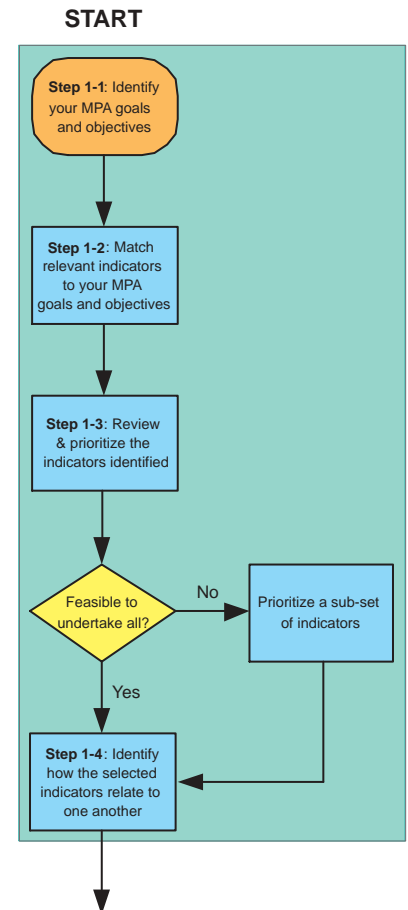 START
Step 1-1: Identify
your MPA goals
and objectives
Step 1-2: Match
relevant indicators
to your MPA
goals and objectives
Step 1-3: Review
& prioritize the
indicators identified
Feasible to
undertake all?
No
Prioritize a sub-set
of indicators
Yes
Step 1-4: Identify
how the selected
indicators relate to
one another